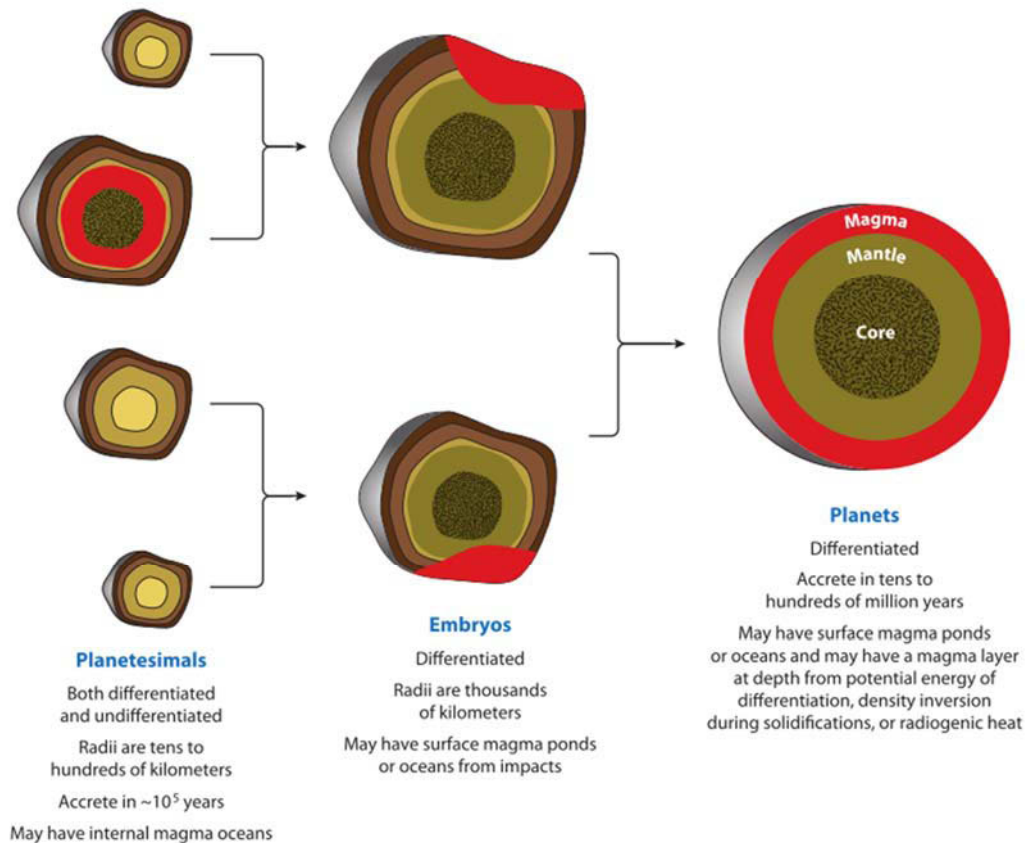 Magma
Mantle
Core
Planetesimals
Both differentiated
and undifferentiated
Radii are tens to
hundreds of kilometers
Accrete in ~10⁵ years
May have internal magma oceans
Embryos
Differentiated
Radii are thousands
of kilometers
May have surface magma ponds
or oceans from impacts
Planets
Differentiated
Accrete in tens to
hundreds of million years
May have surface magma ponds
or oceans and may have a magma layer
at depth from potential energy of
differentiation, density inversion
during solidifications, or radiogenic heat